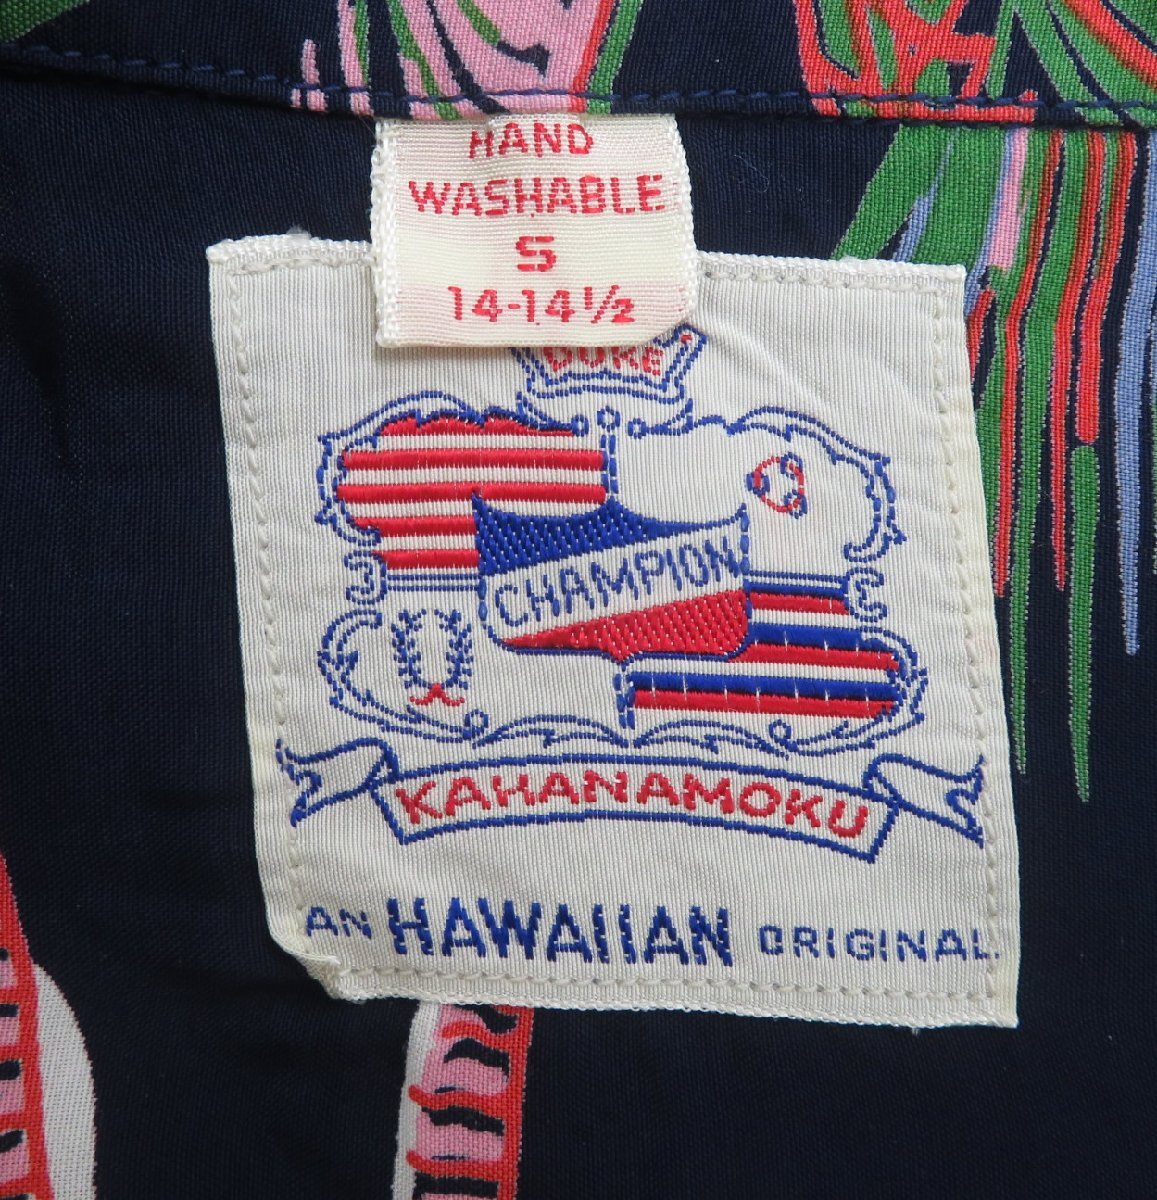 HAND
WASHABLE
S
14-14½
DUKE
CHAMPION
KAHANAMOKU
AN HAWAIIAN ORIGINAL.